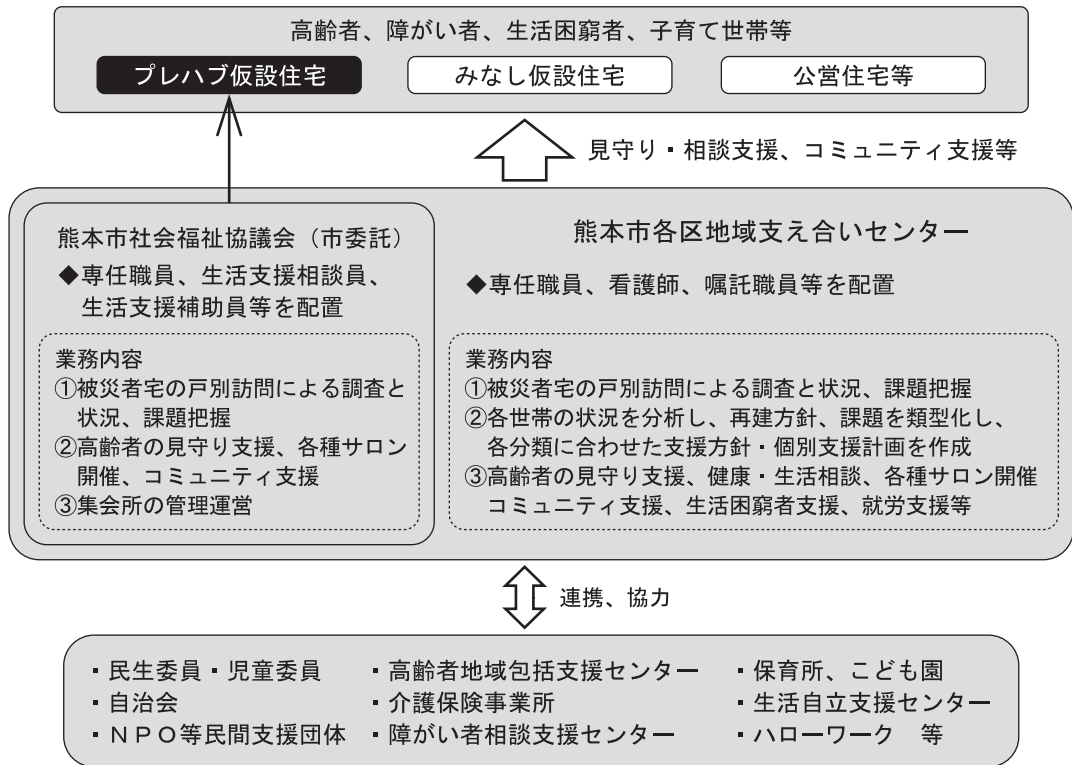 高齢者、障がい者、生活困窮者、子育て世帯等
プレハブ仮設住宅
みなし仮設住宅
公営住宅等
見守り・相談支援、コミュニティ支援等
熊本市社会福祉協議会（市委託）
◆専任職員、生活支援相談員、
生活支援補助員等を配置
業務内容
①被災者宅の戸別訪問による調査と
状況、課題把握
②高齢者の見守り支援、各種サロン
開催、コミュニティ支援
③集会所の管理運営
熊本市各区地域支え合いセンター
◆専任職員、看護師、嘱託職員等を配置
業務内容
①被災者宅の戸別訪問による調査と状況、課題把握
②各世帯の状況を分析し、再建方針、課題を類型化し、
各分類に合わせた支援方針・個別支援計画を作成
③高齢者の見守り支援、健康・生活相談、各種サロン開催
コミュニティ支援、生活困窮者支援、就労支援等
連携、協力
・民生委員・児童委員
・自治会
・ＮＰＯ等民間支援団体
・高齢者地域包括支援センター
・介護保険事業所
・障がい者相談支援センター
・保育所、こども園
・生活自立支援センター
・ハローワーク　等